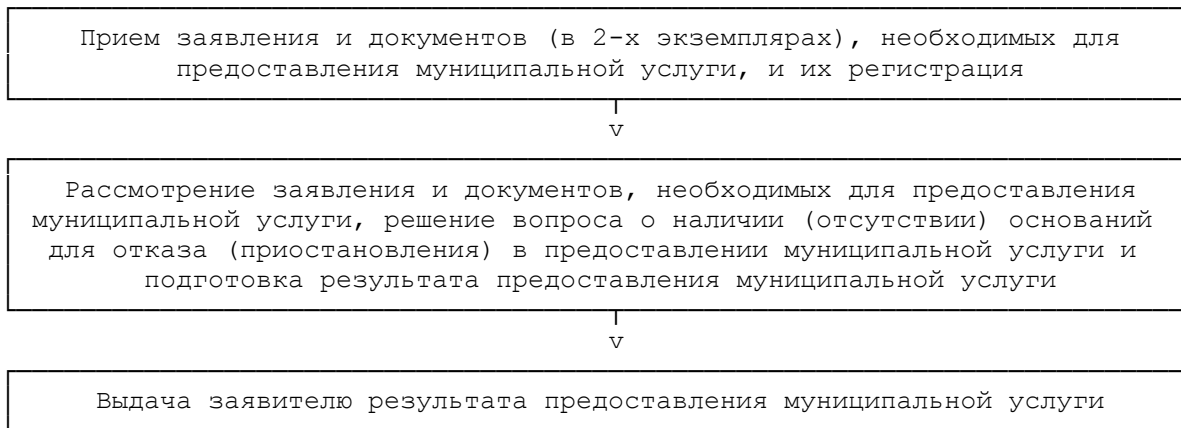 Прием заявления и документов (в 2-х экземплярах), необходимых для
предоставления муниципальной услуги, и их регистрация
v
Рассмотрение заявления и документов, необходимых для предоставления
муниципальной услуги, решение вопроса о наличии (отсутствии) оснований
для отказа (приостановления) в предоставлении муниципальной услуги и
подготовка результата предоставления муниципальной услуги
v
Выдача заявителю результата предоставления муниципальной услуги